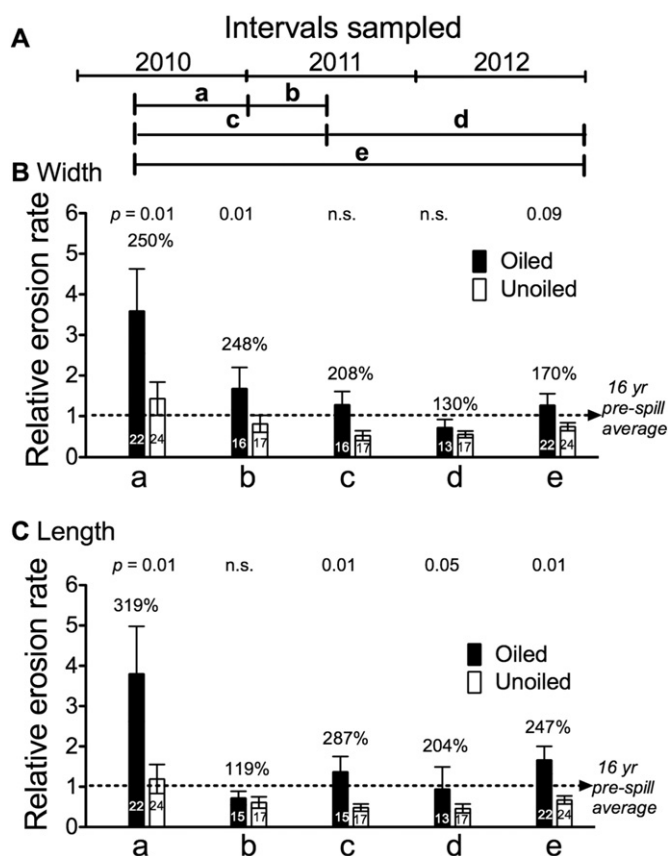 Intervals sampled
A
2010 2011 2012
a b
c d
e
B Width
p = 0.01 0.01 n.s. n.s. 0.09
250%
248%
208%
130%
170%
Oiled
Unoiled
Relative erosion rate
6
5
4
3
2
1
0
16 yr
pre-spill
average
22 24 16 17 16 17 13 17 22 24
a b c d e
C Length
p = 0.01 n.s. 0.01 0.05 0.01
319%
119%
287%
204%
247%
Oiled
Unoiled
Relative erosion rate
6
5
4
3
2
1
0
16 yr
pre-spill
average
22 24 15 17 15 17 13 17 22 24
a b c d e